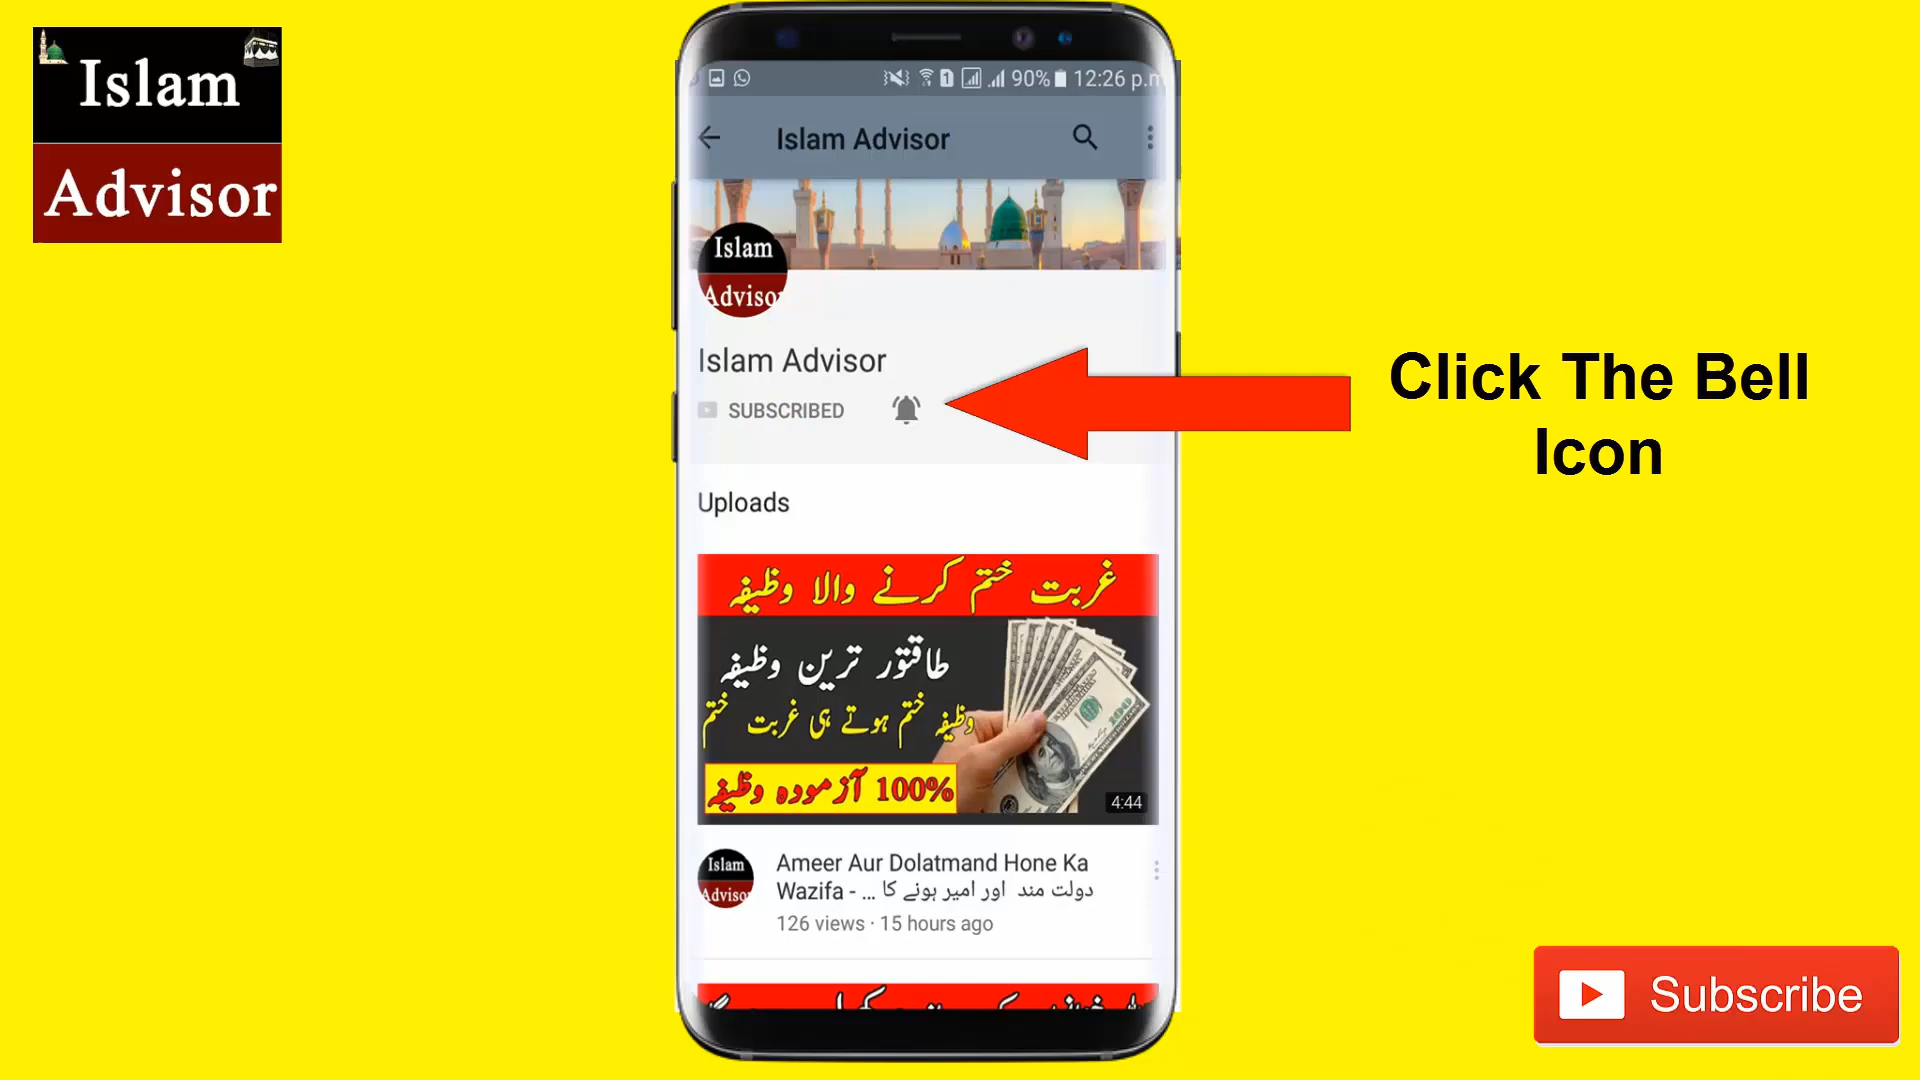 Islam
Advisor
1
90%
12:26 p.m
Islam Advisor
Islam
Advisor
Islam Advisor
SUBSCRIBED
Click The Bell
Icon
Uploads
غربت ختم کرنے والا وظیفہ
طاقتور ترین وظیفہ
وظیفہ ختم ہوتے ہی غربت ختم
100% آزمودہ وظیفہ
4:44
Islam
Advisor
Ameer Aur Dolatmand Hone Ka
Wazifa - ... دولت مند اور امیر ہونے کا
126 views · 15 hours ago
Subscribe